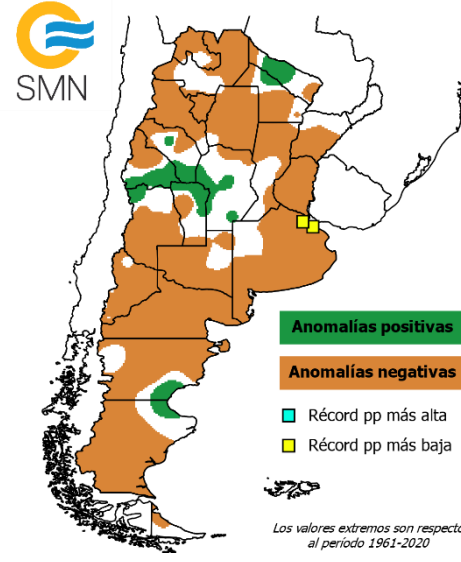 SMN
Anomalías positivas
Anomalías negativas
Récord pp más alta
Récord pp más baja
Los valores extremos son respecto
al período 1961-2020